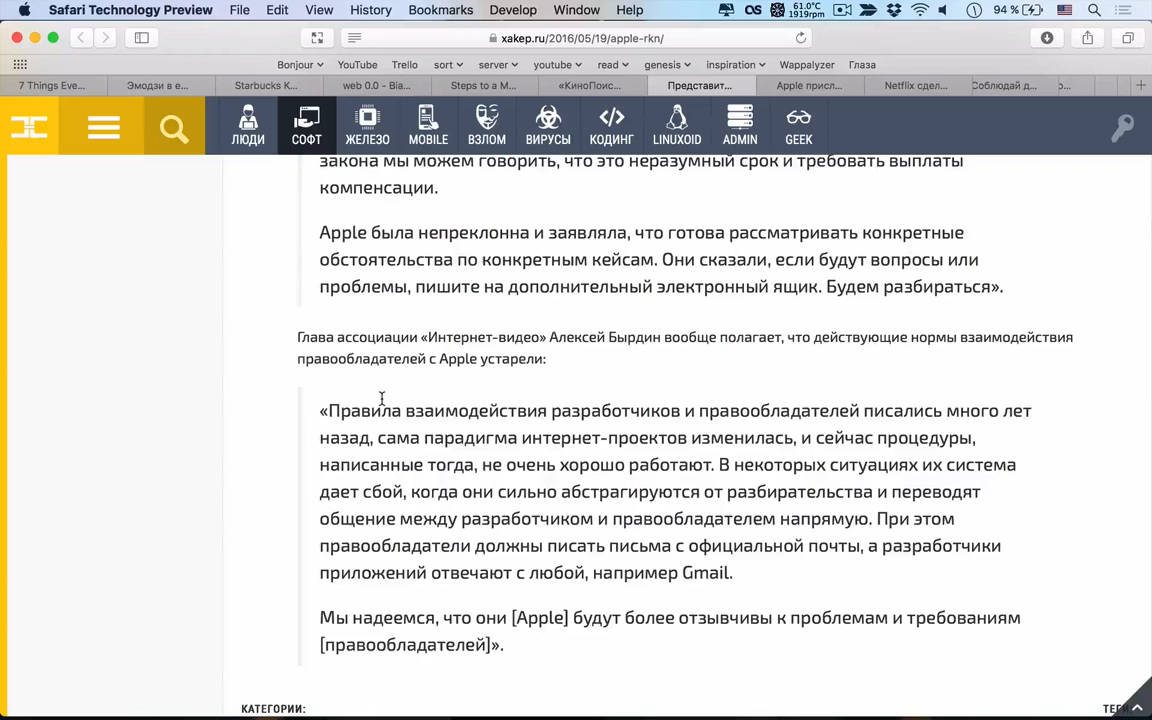 Safari Technology Preview File Edit View History Bookmarks Develop Window Help 61.0°C 1919rpm 94 %
xakep.ru/2016/05/19/apple-rkn/
Bonjour YouTube Trello sort server youtube read genesis inspiration Wappalyzer Глаза
7 Things Eve... Эмодзи в е... Starbucks K... web 0.0 - Bia... Steps to a M... «КиноПоис... Представит... Apple присл... Netflix сдел... Соблюдай д...
ЛЮДИ СОФТ ЖЕЛЕЗО MOBILE ВЗЛОМ ВИРУСЫ КОДИНГ LINUXOID ADMIN GEEK
закона мы можем говорить, что это неразумный срок и требовать выплаты
компенсации.
Apple была непреклонна и заявляла, что готова рассматривать конкретные
обстоятельства по конкретным кейсам. Они сказали, если будут вопросы или
проблемы, пишите на дополнительный электронный ящик. Будем разбираться».
Глава ассоциации «Интернет-видео» Алексей Бырдин вообще полагает, что действующие нормы взаимодействия
правообладателей с Apple устарели:
«Правила взаимодействия разработчиков и правообладателей писались много лет
назад, сама парадигма интернет-проектов изменилась, и сейчас процедуры,
написанные тогда, не очень хорошо работают. В некоторых ситуациях их система
дает сбой, когда они сильно абстрагируются от разбирательства и переводят
общение между разработчиком и правообладателем напрямую. При этом
правообладатели должны писать письма с официальной почты, а разработчики
приложений отвечают с любой, например Gmail.
Мы надеемся, что они [Apple] будут более отзывчивы к проблемам и требованиям
[правообладателей]».
КАТЕГОРИИ: